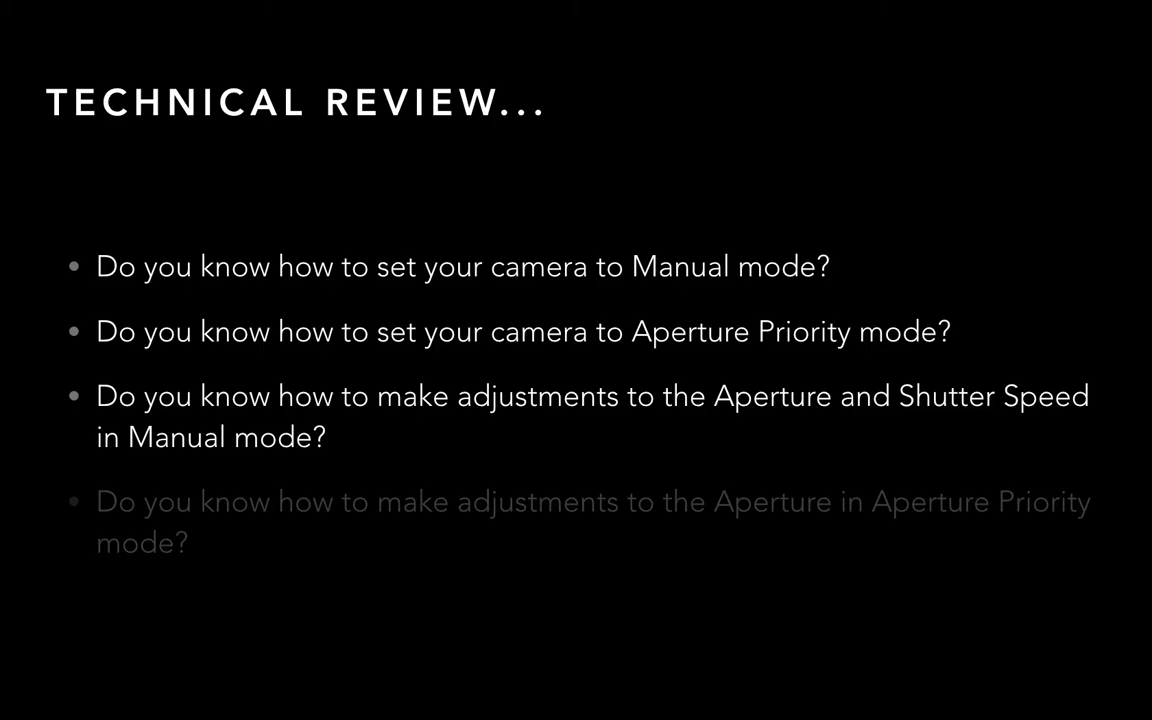 TECHNICAL REVIEW...
• Do you know how to set your camera to Manual mode?
• Do you know how to set your camera to Aperture Priority mode?
• Do you know how to make adjustments to the Aperture and Shutter Speed
in Manual mode?
• Do you know how to make adjustments to the Aperture in Aperture Priority
mode?